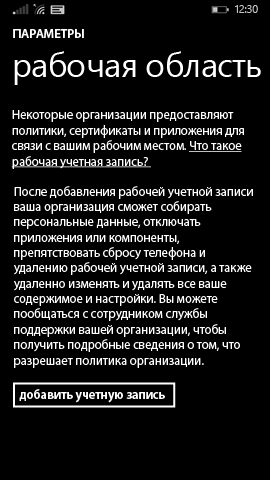 12:30
ПАРАМЕТРЫ
рабочая область
Некоторые организации предоставляют
политики, сертификаты и приложения для
связи с вашим рабочим местом. Что такое
рабочая учетная запись?
После добавления рабочей учетной записи
ваша организация сможет собирать
персональные данные, отключать
приложения или компоненты,
препятствовать сбросу телефона и
удалению рабочей учетной записи, а также
удаленно изменять и удалять все ваше
содержимое и настройки. Вы можете
пообщаться с сотрудником службы
поддержки вашей организации, чтобы
получить подробные сведения о том, что
разрешает политика организации.
добавить учетную запись